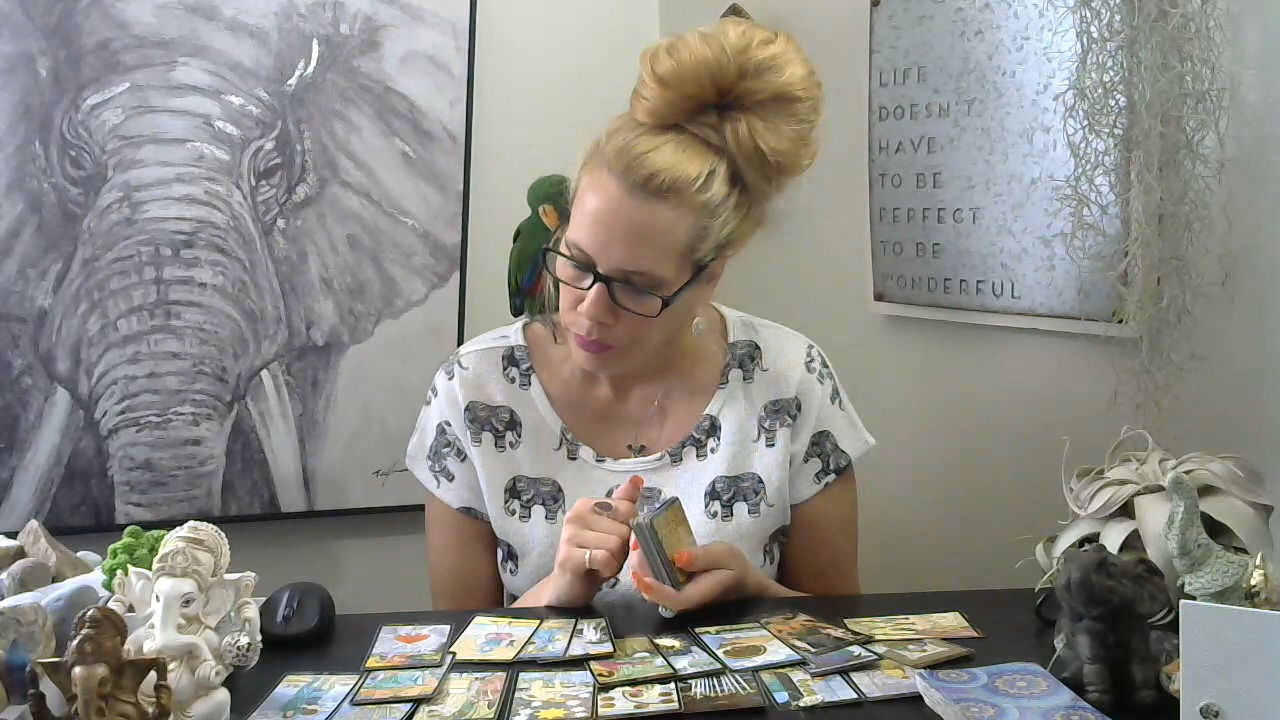 LIFE
DOESN'T
HAVE
TO BE
PERFECT
TO BE
WONDERFUL